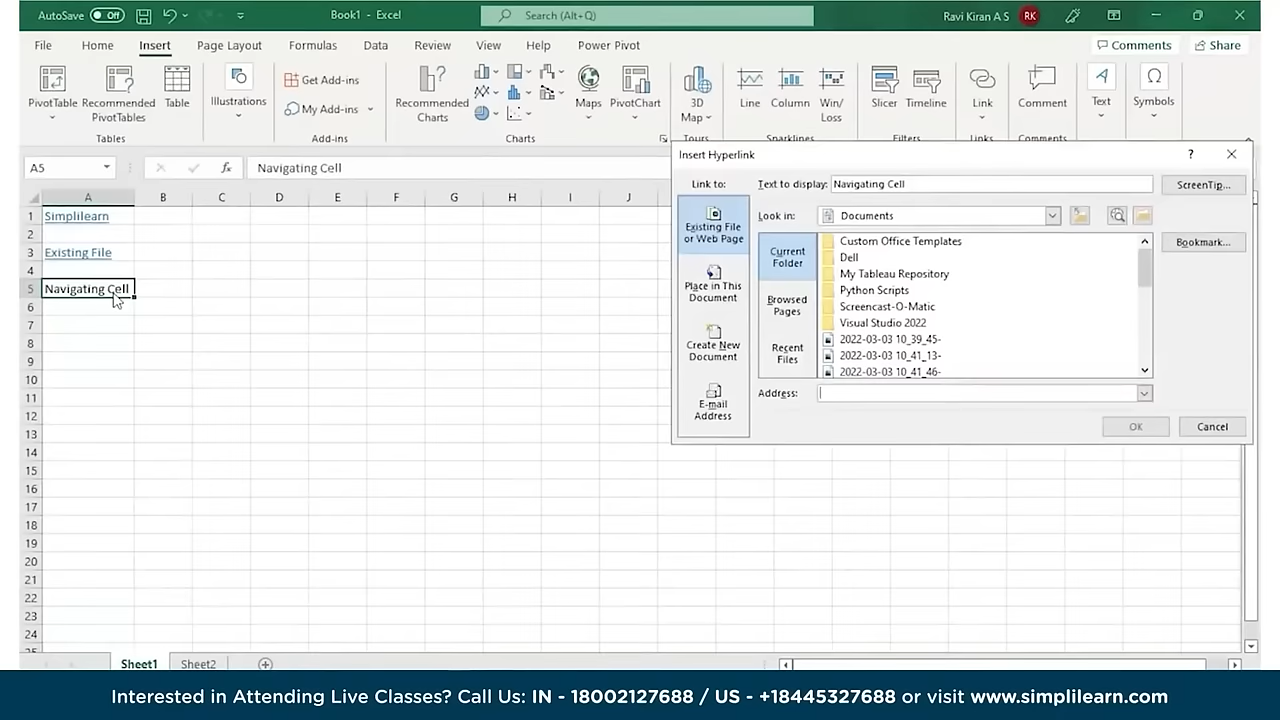 AutoSave Off Book1 - Excel Search (Alt+Q) Ravi Kiran A S RK
File Home Insert Page Layout Formulas Data Review View Help Power Pivot Comments Share
PivotTable Recommended PivotTables Table Illustrations Get Add-ins My Add-ins Recommended Charts Maps PivotChart 3D Map Line Column Win/Loss Slicer Timeline Link Comment Text Symbols
Tables Add-ins Charts Tours Sparklines Filters Links Comments
A5 fx Navigating Cell
A B C D E F G H I J
1 Simplilearn
2
3 Existing File
4
5 Navigating Cell
6
7
8
9
10
11
12
13
14
15
16
17
18
19
20
21
22
23
24
25
Insert Hyperlink ?
Link to: Text to display: Navigating Cell ScreenTip...
Existing File or Web Page
Place in This Document
Create New Document
E-mail Address
Look in: Documents
Bookmark...
Current Folder
Browsed Pages
Recent Files
Custom Office Templates
Dell
My Tableau Repository
Python Scripts
Screencast-O-Matic
Visual Studio 2022
2022-03-03 10_39_45-
2022-03-03 10_41_13-
2022-03-03 10_41_46-
Address:
OK Cancel
Sheet1 Sheet2
Interested in Attending Live Classes? Call Us: IN - 18002127688 / US - +18445327688 or visit www.simplilearn.com